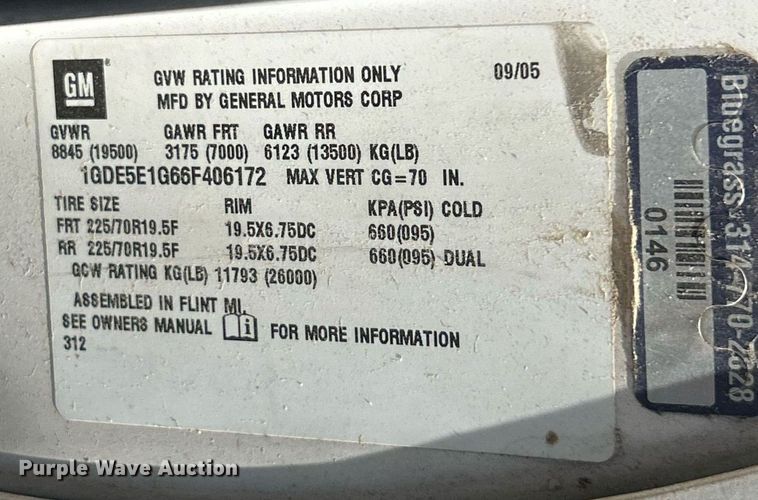 GM
GVW RATING INFORMATION ONLY 09/05
MFD BY GENERAL MOTORS CORP
GVWR GAWR FRT GAWR RR
8845 (19500) 3175 (7000) 6123 (13500) KG(LB)
1GDE5E1G66F406172 MAX VERT CG=70 IN.
TIRE SIZE RIM KPA(PSI) COLD
FRT 225/70R19.5F 19.5X6.75DC 660(095)
RR 225/70R19.5F 19.5X6.75DC 660(095) DUAL
GCW RATING KG(LB) 11793 (26000)
ASSEMBLED IN FLINT MI.
SEE OWNERS MANUAL i FOR MORE INFORMATION
312
Bluegrass 314-770-2828
0146
Purple Wave Auction